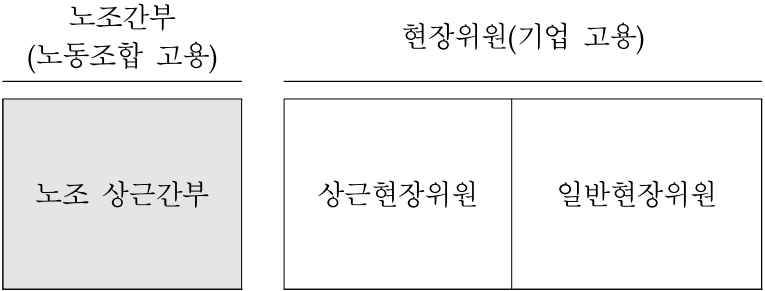 노조간부
(노동조합 고용)
현장위원(기업 고용)
노조 상근간부
상근현장위원
일반현장위원